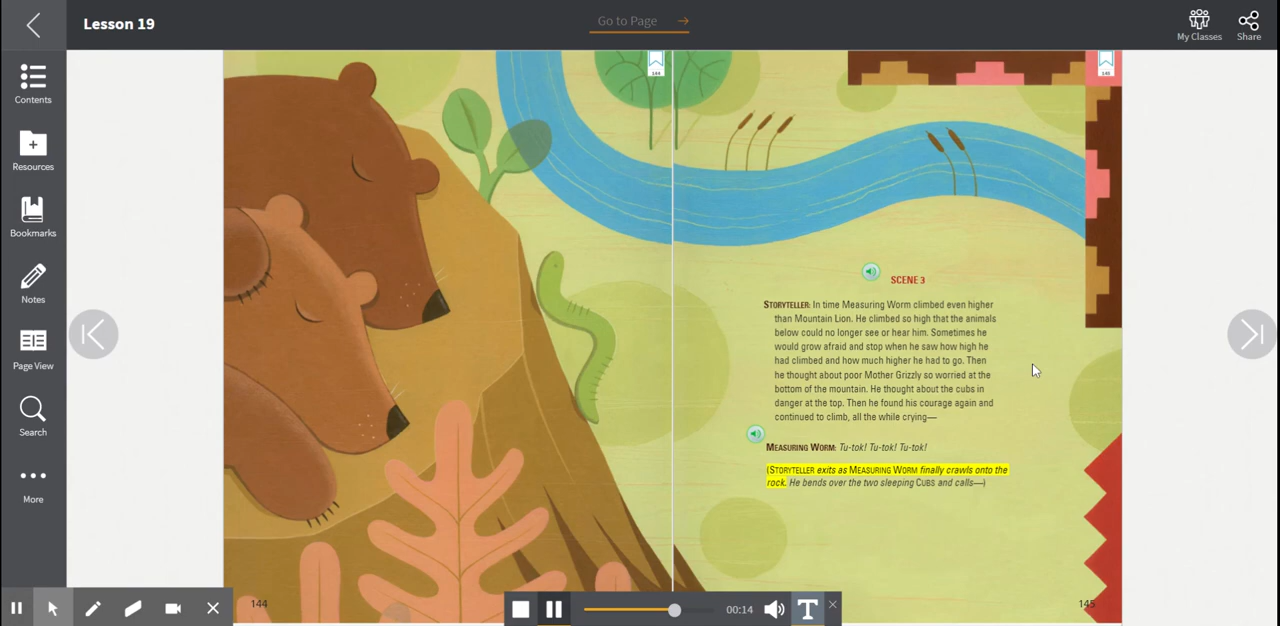 Lesson 19
Go to Page →
My Classes
Share
Contents
Resources
Bookmarks
Notes
Page View
Search
More
144
145
SCENE 3
STORYTELLER: In time Measuring Worm climbed even higher
than Mountain Lion. He climbed so high that the animals
below could no longer see or hear him. Sometimes he
would grow afraid and stop when he saw how high he
had climbed and how much higher he had to go. Then
he thought about poor Mother Grizzly so worried at the
bottom of the mountain. He thought about the cubs in
danger at the top. Then he found his courage again and
continued to climb, all the while crying—
MEASURING WORM: Tu-tok! Tu-tok! Tu-tok!
(STORYTELLER exits as MEASURING WORM finally crawls onto the
rock. He bends over the two sleeping CUBS and calls—)
144
145
00:14
T